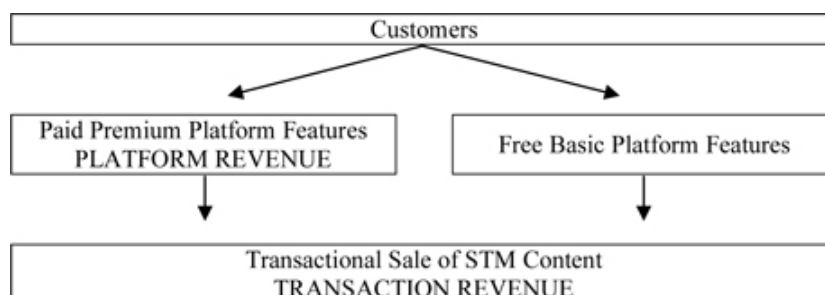 Customers
Paid Premium Platform Features
PLATFORM REVENUE
Free Basic Platform Features
Transactional Sale of STM Content
TRANSACTION REVENUE